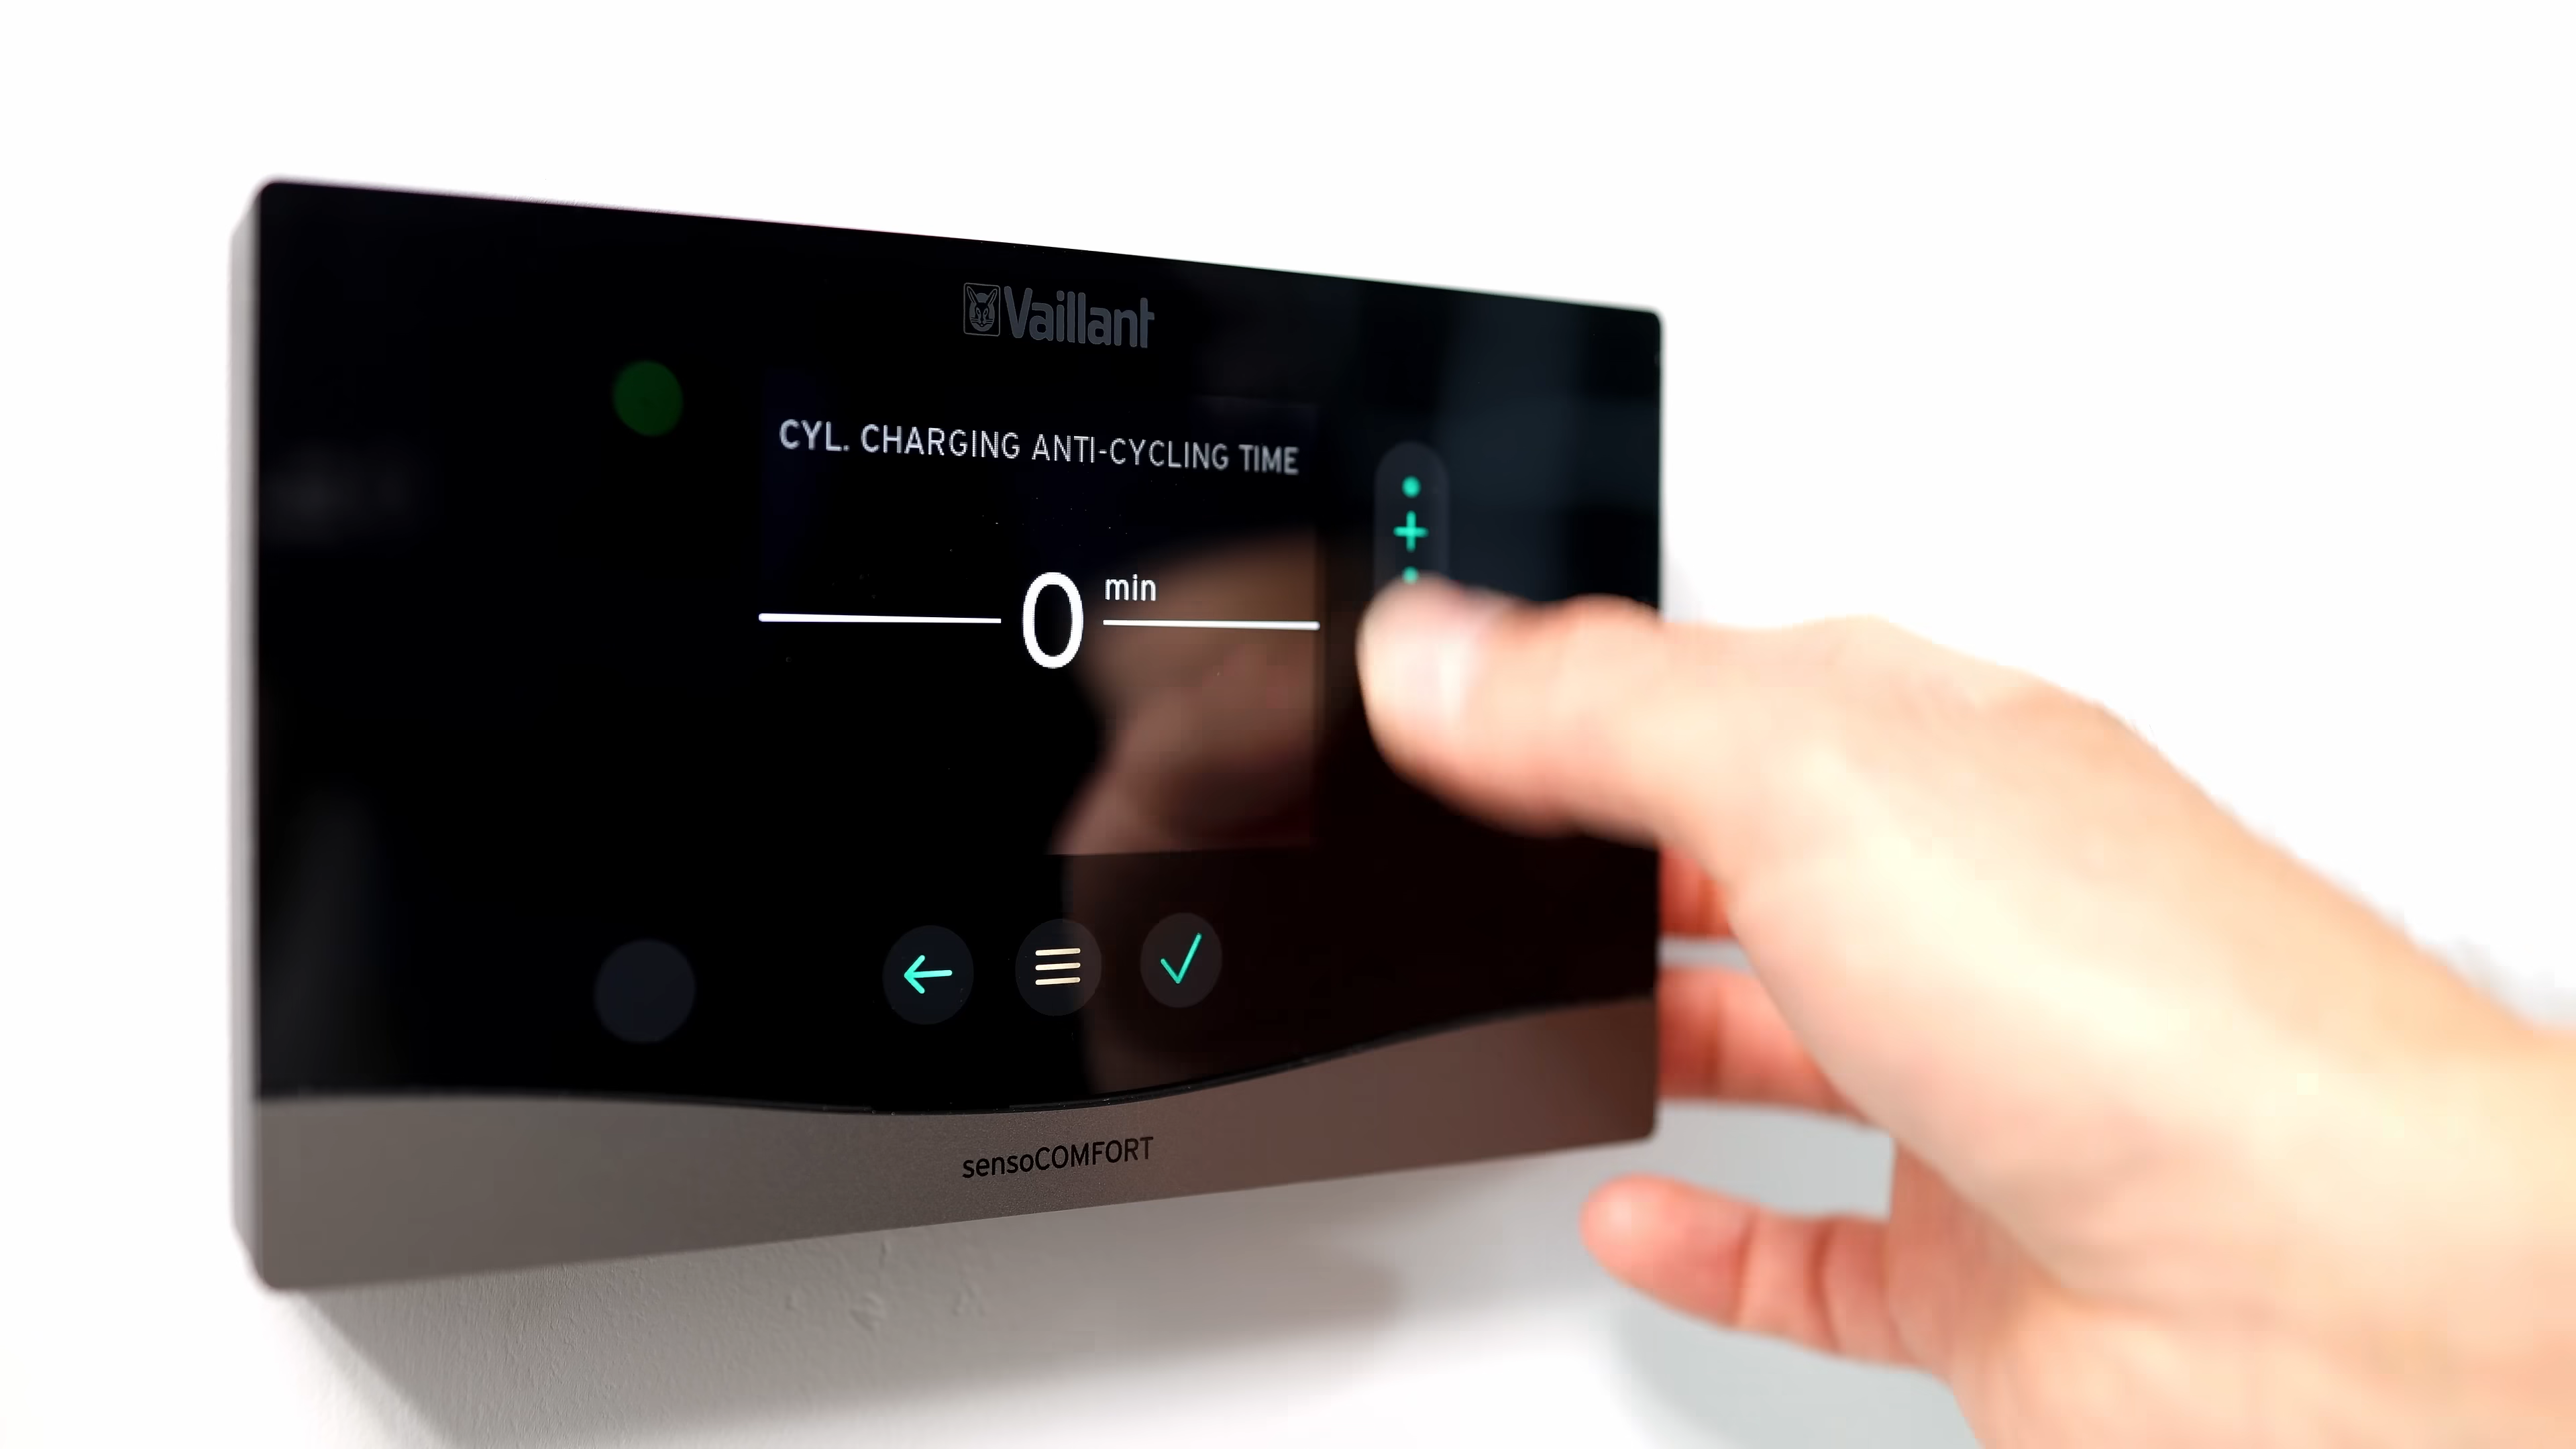 Vaillant
CYL. CHARGING ANTI-CYCLING TIME
0 min
+
sensoCOMFORT